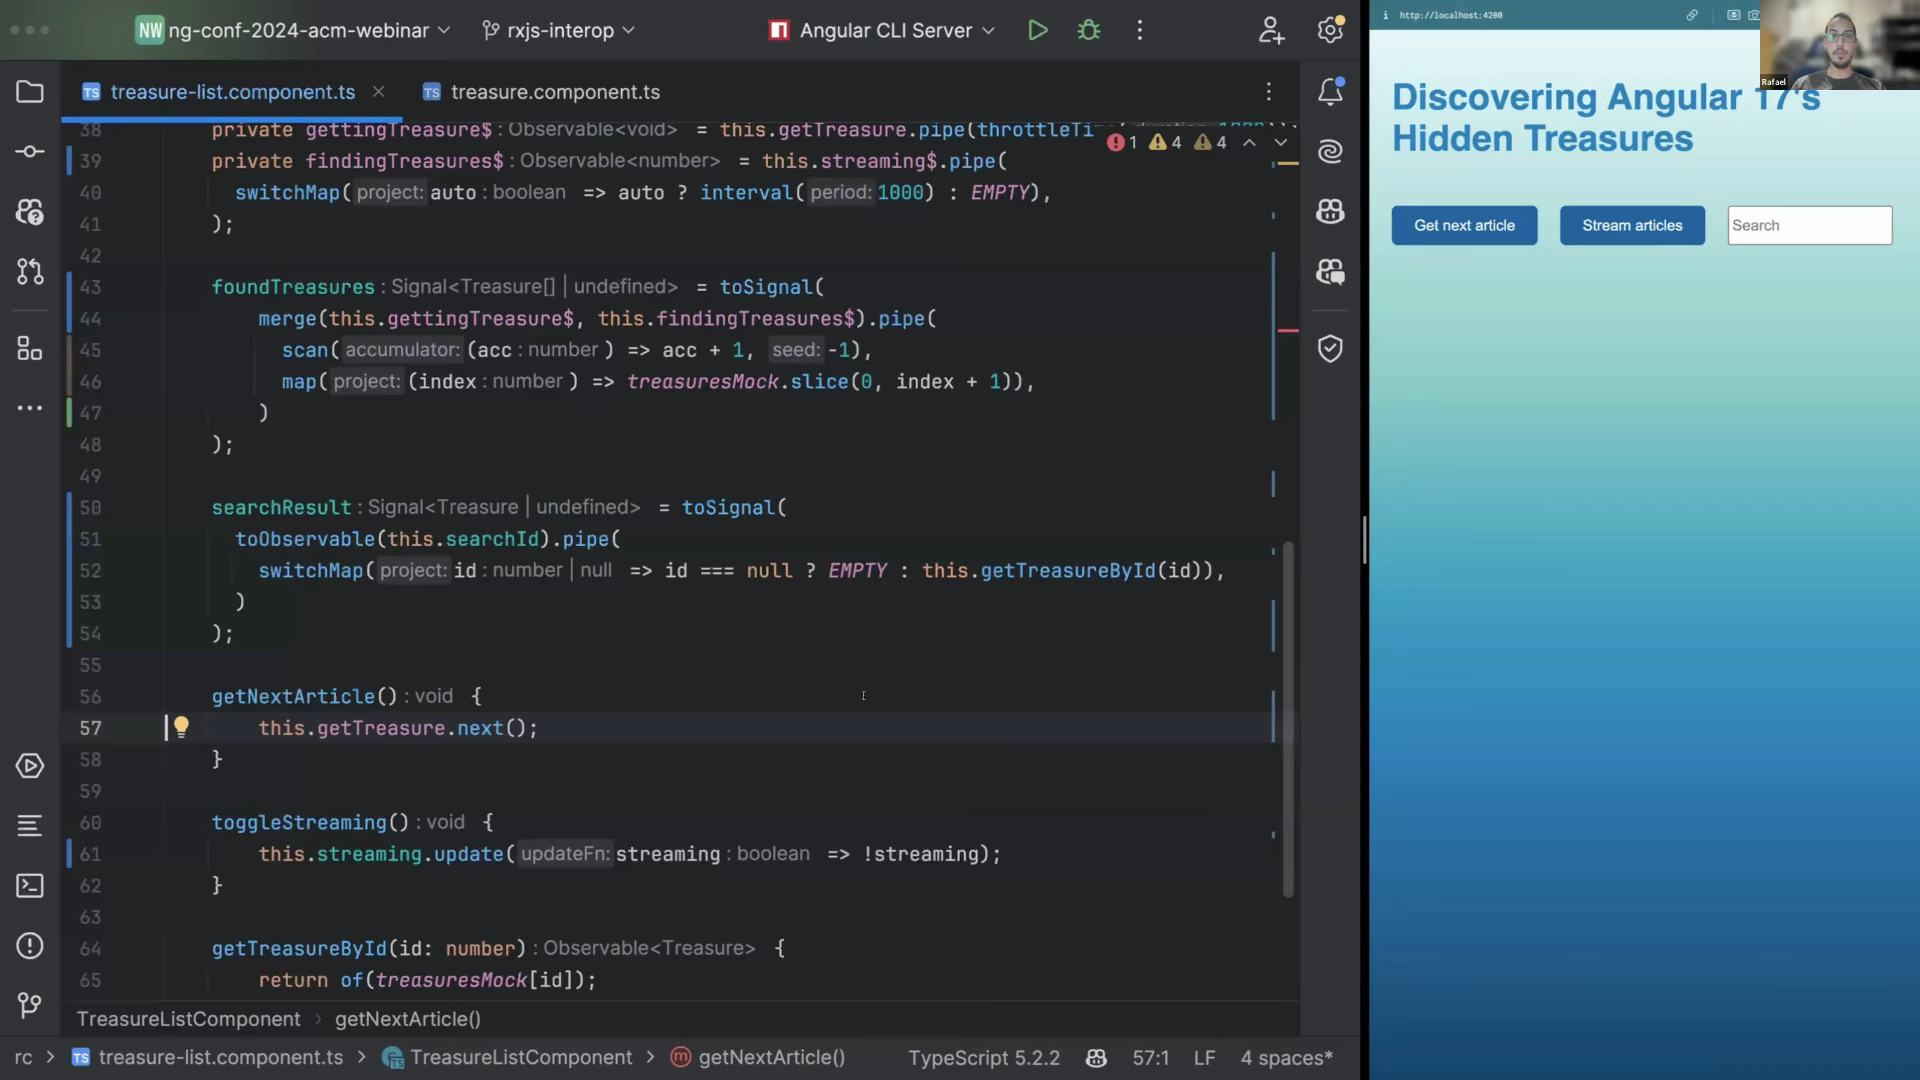 NW ng-conf-2024-acm-webinar
rxjs-interop
Angular CLI Server
treasure-list.component.ts
treasure.component.ts
38 private gettingTreasure$ : Observable<void> = this.getTreasure.pipe(throttleTi
1 4 4
39 private findingTreasures$ : Observable<number> = this.streaming$.pipe(
40 switchMap( project: auto : boolean => auto ? interval( period: 1000) : EMPTY),
41 );
42
43 foundTreasures : Signal<Treasure[] | undefined> = toSignal(
44 merge(this.gettingTreasure$, this.findingTreasures$).pipe(
45 scan( accumulator: (acc : number ) => acc + 1, seed: -1),
46 map( project: (index : number ) => treasuresMock.slice(0, index + 1)),
47 )
48 );
49
50 searchResult : Signal<Treasure | undefined> = toSignal(
51 toObservable(this.searchId).pipe(
52 switchMap( project: id : number | null => id === null ? EMPTY : this.getTreasureById(id)),
53 )
54 );
55
56 getNextArticle() : void {
57 this.getTreasure.next();
58 }
59
60 toggleStreaming() : void {
61 this.streaming.update( updateFn: streaming : boolean => !streaming);
62 }
63
64 getTreasureById(id: number) : Observable<Treasure> {
65 return of(treasuresMock[id]);
TreasureListComponent > getNextArticle()
rc > treasure-list.component.ts > TreasureListComponent > getNextArticle()
TypeScript 5.2.2 57:1 LF 4 spaces*
http://localhost:4200
Rafael
Discovering Angular 17's
Hidden Treasures
Get next article
Stream articles
Search